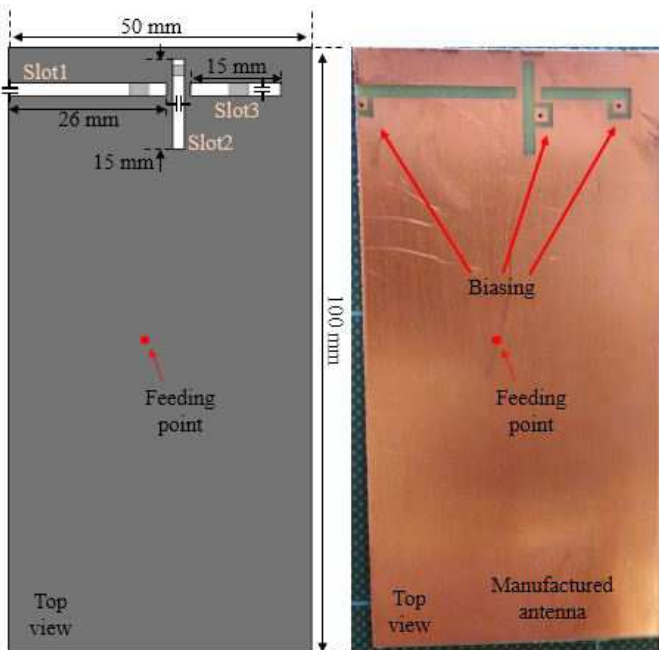 50 mm
Slot1
15 mm
26 mm
Slot3
15 mm
Slot2
100 mm
Biasing
Feeding
point
Feeding
point
Top
view
Manufactured
antenna
Top
view